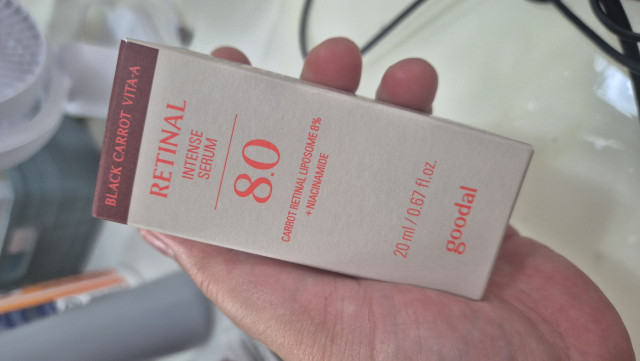 BLACK CARROT VITA-A
RETINAL
INTENSE
SERUM
8.0
CARROT RETINAL LIPOSOME 8%
+ NIACINAMIDE
20 ml / 0.67 fl.oz.
goodal